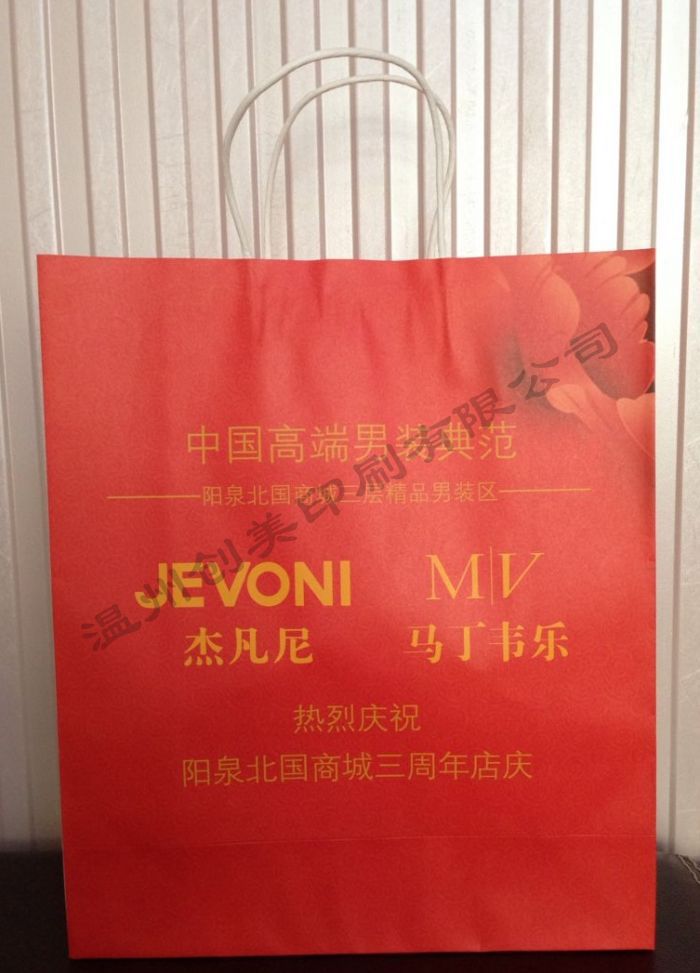 中国高端男装典范
阳泉北国商城三层精品男装区
JEVONI
杰凡尼
M|V
马丁韦乐
热烈庆祝
阳泉北国商城三周年店庆
温州创美印刷有限公司